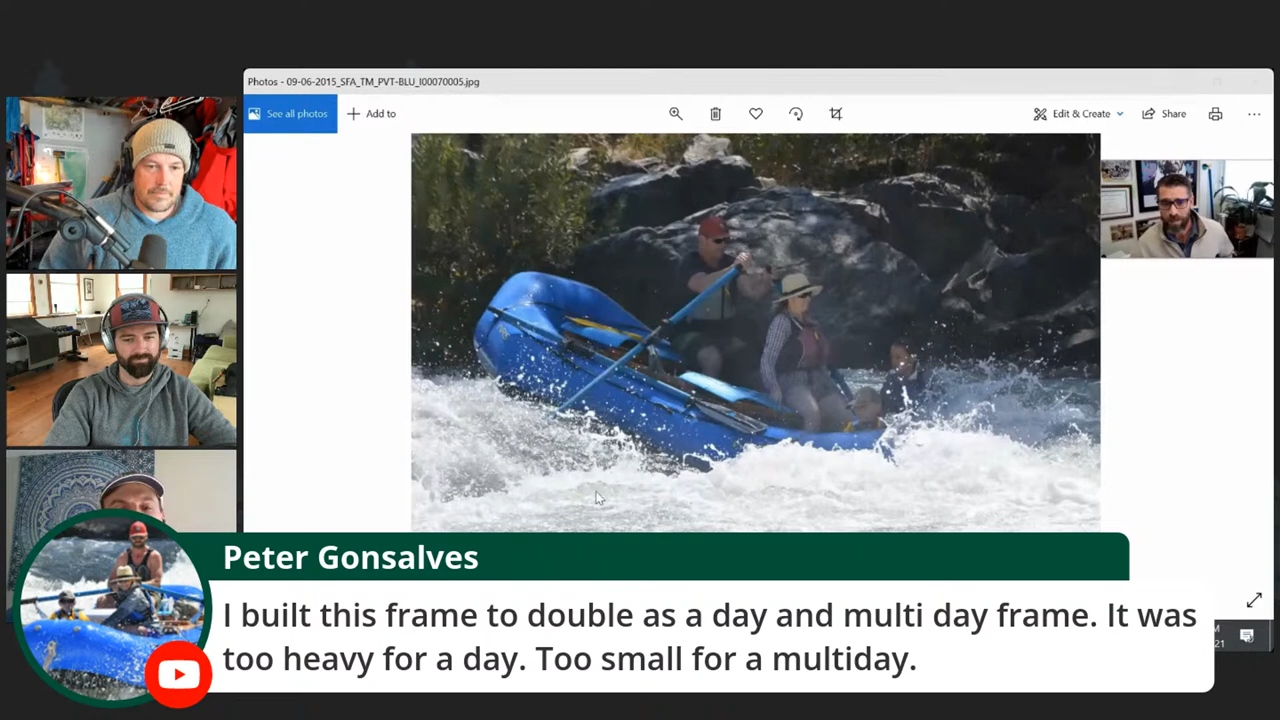 Photos - 09-06-2015_SFA_TM_PVT-BLU_I00070005.jpg
See all photos
Add to
Edit & Create
Share
Peter Gonsalves
I built this frame to double as a day and multi day frame. It was
too heavy for a day. Too small for a multiday.
M
21